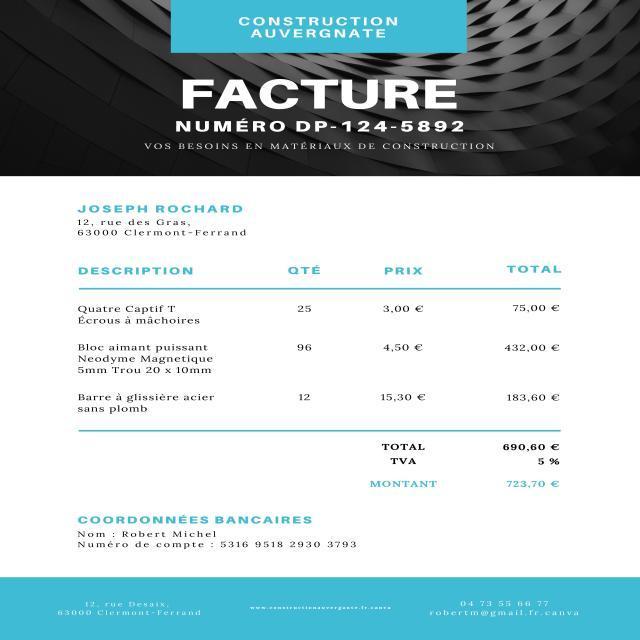 CONSTRUCTION
AUVERGNATE
FACTURE
NUMÉRO DP-124-5892
VOS BESOINS EN MATÉRIAUX DE CONSTRUCTION
JOSEPH ROCHARD
12, rue des Gras,
63000 Clermont-Ferrand
DESCRIPTION QTÉ PRIX TOTAL
Quatre Captif T 25 3,00 € 75,00 €
Écrous à mâchoires
Bloc aimant puissant 96 4,50 € 432,00 €
Neodyme Magnetique
5mm Trou 20 x 10mm
Barre à glissière acier 12 15,30 € 183,60 €
sans plomb
TOTAL 690,60 €
TVA 5 %
MONTANT 723,70 €
COORDONNÉES BANCAIRES
Nom : Robert Michel
Numéro de compte : 5316 9518 2930 3793
12, rue Desaix,
63000 Clermont-Ferrand
www.constructionauvergante.fr.canva
04 73 55 66 77
robertm@gmail.fr.canva